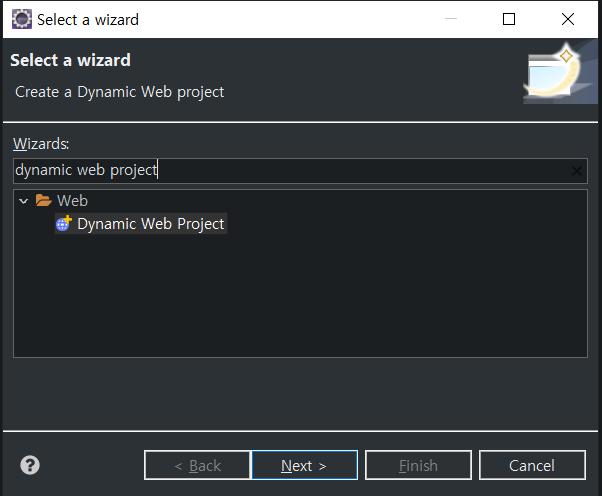 Select a wizard
Select a wizard
Create a Dynamic Web project
Wizards:
dynamic web project
Web
Dynamic Web Project
< Back
Next >
Finish
Cancel